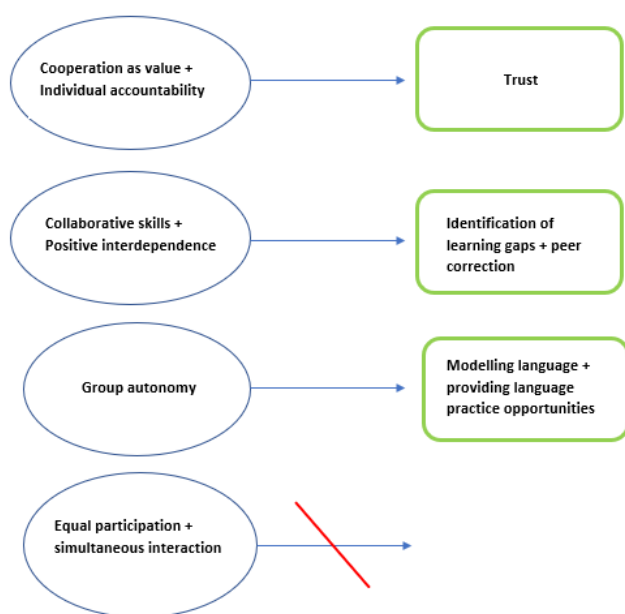 Cooperation as value +
Individual accountability
Trust
Collaborative skills +
Positive interdependence
Identification of
learning gaps + peer
correction
Group autonomy
Modelling language +
providing language
practice opportunities
Equal participation +
simultaneous interaction